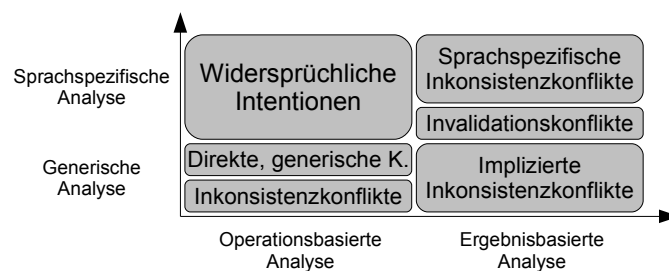 Sprachspezifische
Analyse
Widersprüchliche
Intentionen
Sprachspezifische
Inkonsistenzkonflikte
Invalidationskonflikte
Generische
Analyse
Direkte, generische K.
Inkonsistenzkonflikte
Implizierte
Inkonsistenzkonflikte
Operationsbasierte
Analyse
Ergebnisbasierte
Analyse